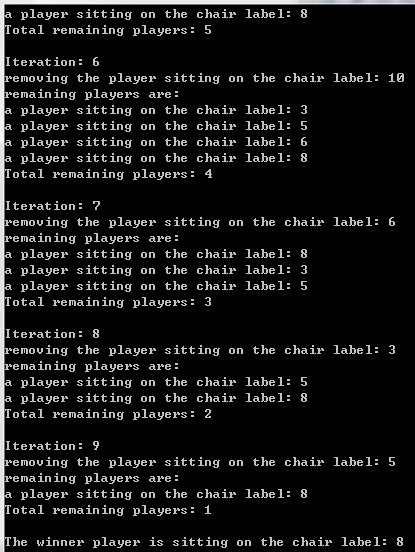 a player sitting on the chair label: 8
Total remaining players: 5
Iteration: 6
removing the player sitting on the chair label: 10
remaining players are:
a player sitting on the chair label: 3
a player sitting on the chair label: 5
a player sitting on the chair label: 6
a player sitting on the chair label: 8
Total remaining players: 4
Iteration: 7
removing the player sitting on the chair label: 6
remaining players are:
a player sitting on the chair label: 8
a player sitting on the chair label: 3
a player sitting on the chair label: 5
Total remaining players: 3
Iteration: 8
removing the player sitting on the chair label: 3
remaining players are:
a player sitting on the chair label: 5
a player sitting on the chair label: 8
Total remaining players: 2
Iteration: 9
removing the player sitting on the chair label: 5
remaining players are:
a player sitting on the chair label: 8
Total remaining players: 1
The winner player is sitting on the chair label: 8